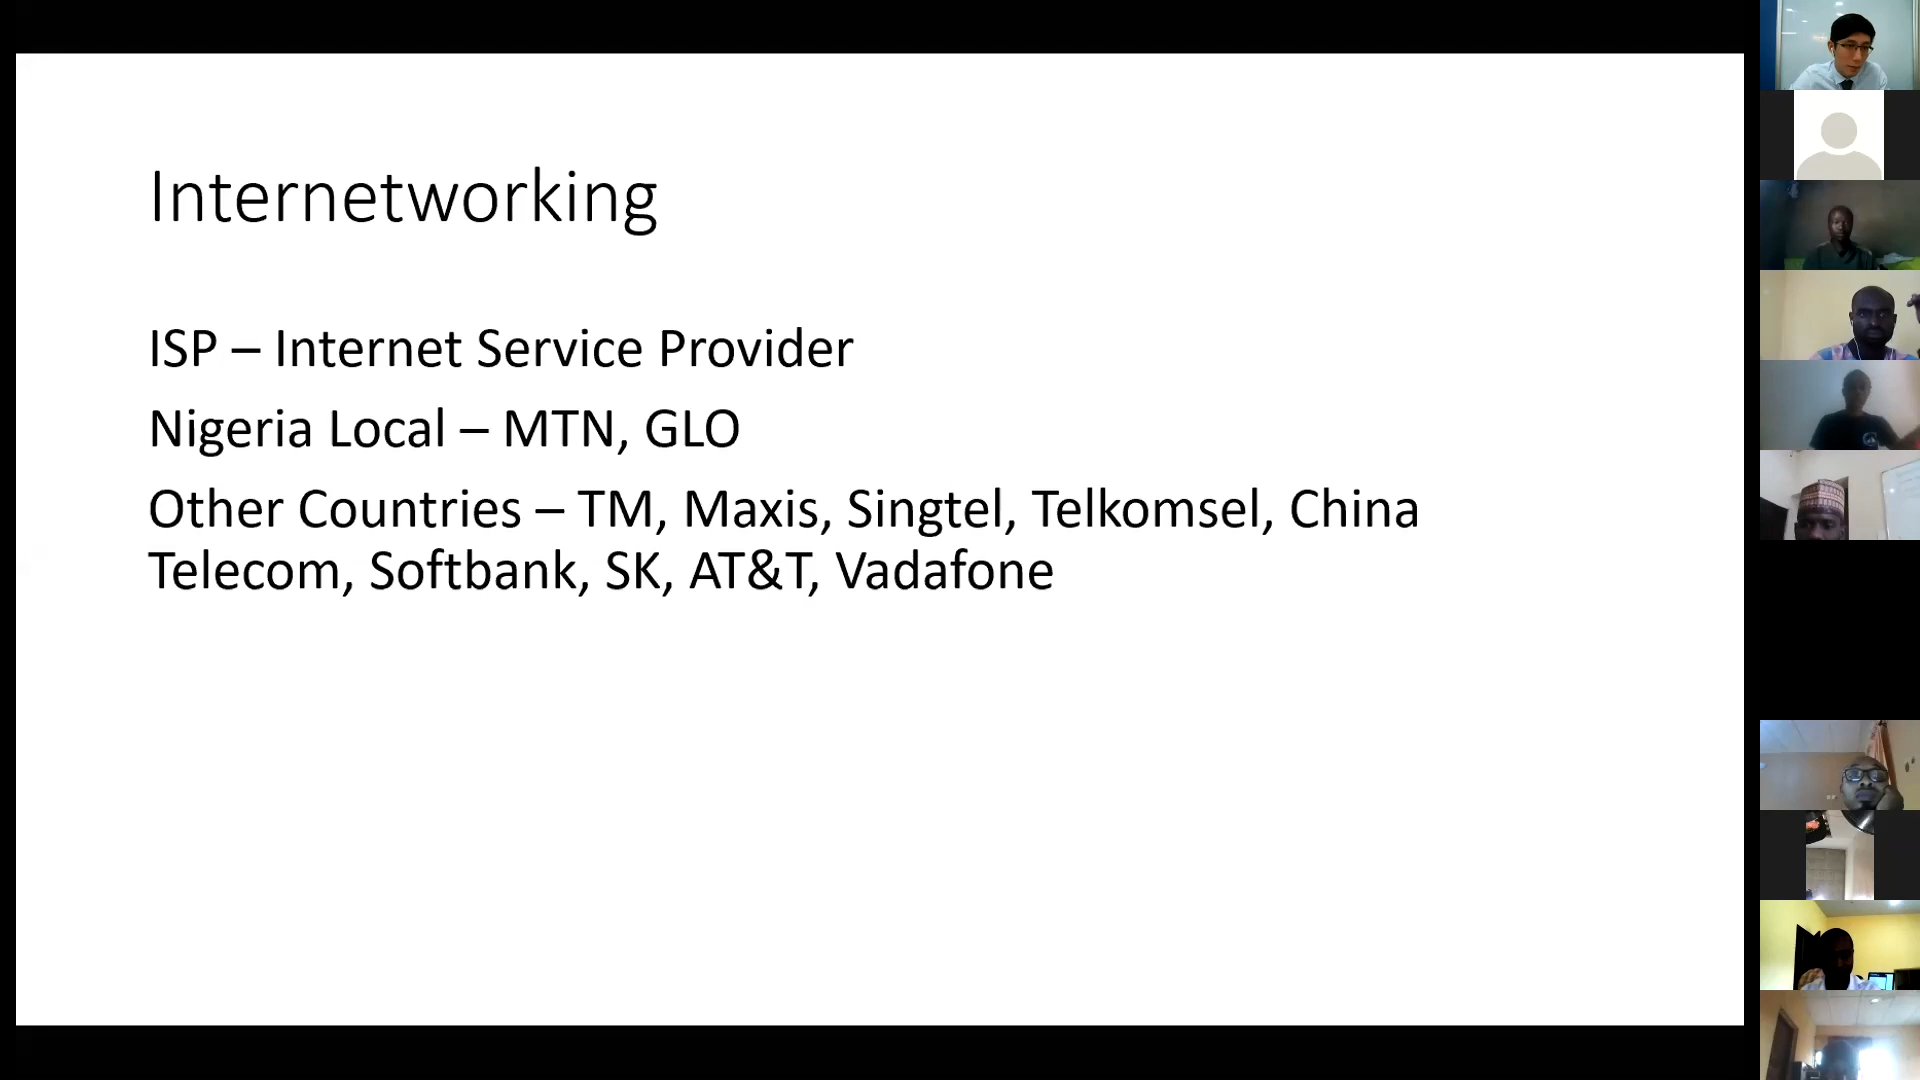 Internetworking
ISP – Internet Service Provider
Nigeria Local – MTN, GLO
Other Countries – TM, Maxis, Singtel, Telkomsel, China
Telecom, Softbank, SK, AT&T, Vadafone